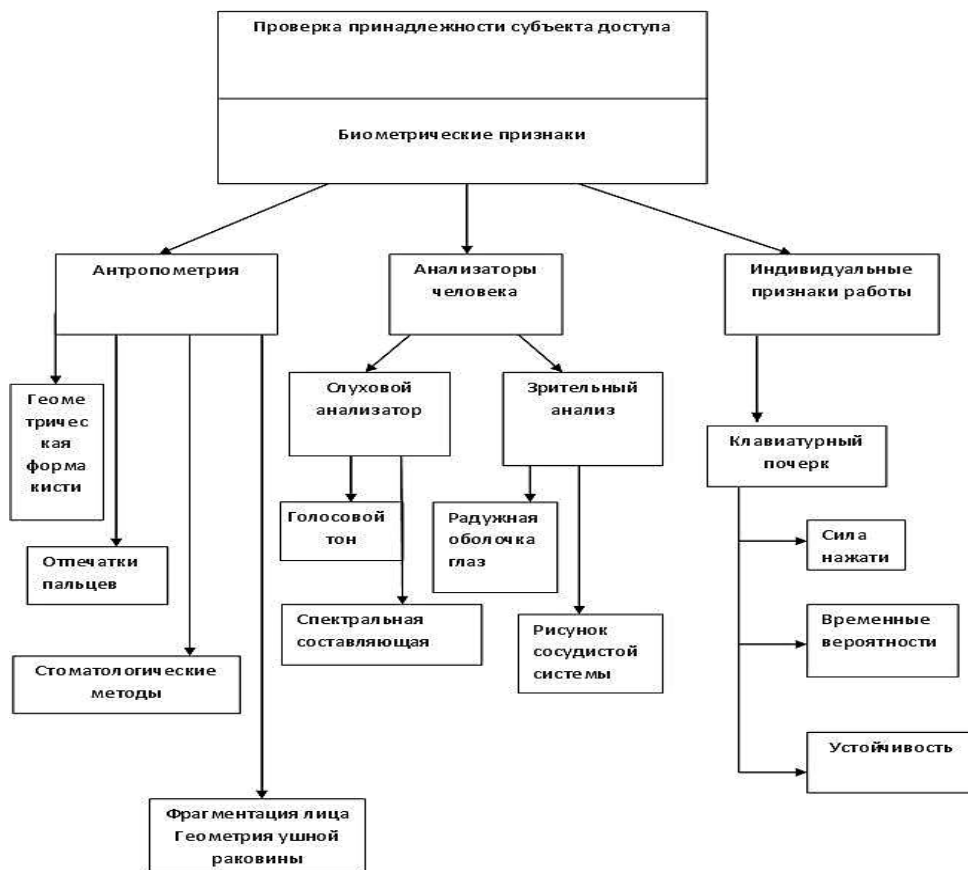 Проверка принадлежности субъекта доступа
Биометрические признаки
Антропометрия
Анализаторы
человека
Индивидуальные
признаки работы
Геоме
тричес
кая
форма
кисти
Отпечатки
пальцев
Стоматологические
методы
Фрагментация лица
Геометрия ушной
раковины
Слуховой
анализатор
Голосовой
тон
Спектральная
составляющая
Зрительный
анализ
Радужная
оболочка
глаз
Рисунок
сосудистой
системы
Клавиатурный
почерк
Сила
нажати
Временные
вероятности
Устойчивость